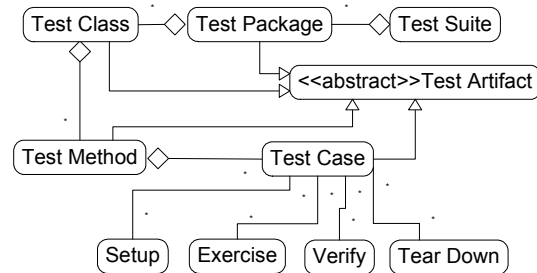 Test Class
Test Package
Test Suite
<<abstract>>Test Artifact
Test Method
Test Case
Setup
Exercise
Verify
Tear Down